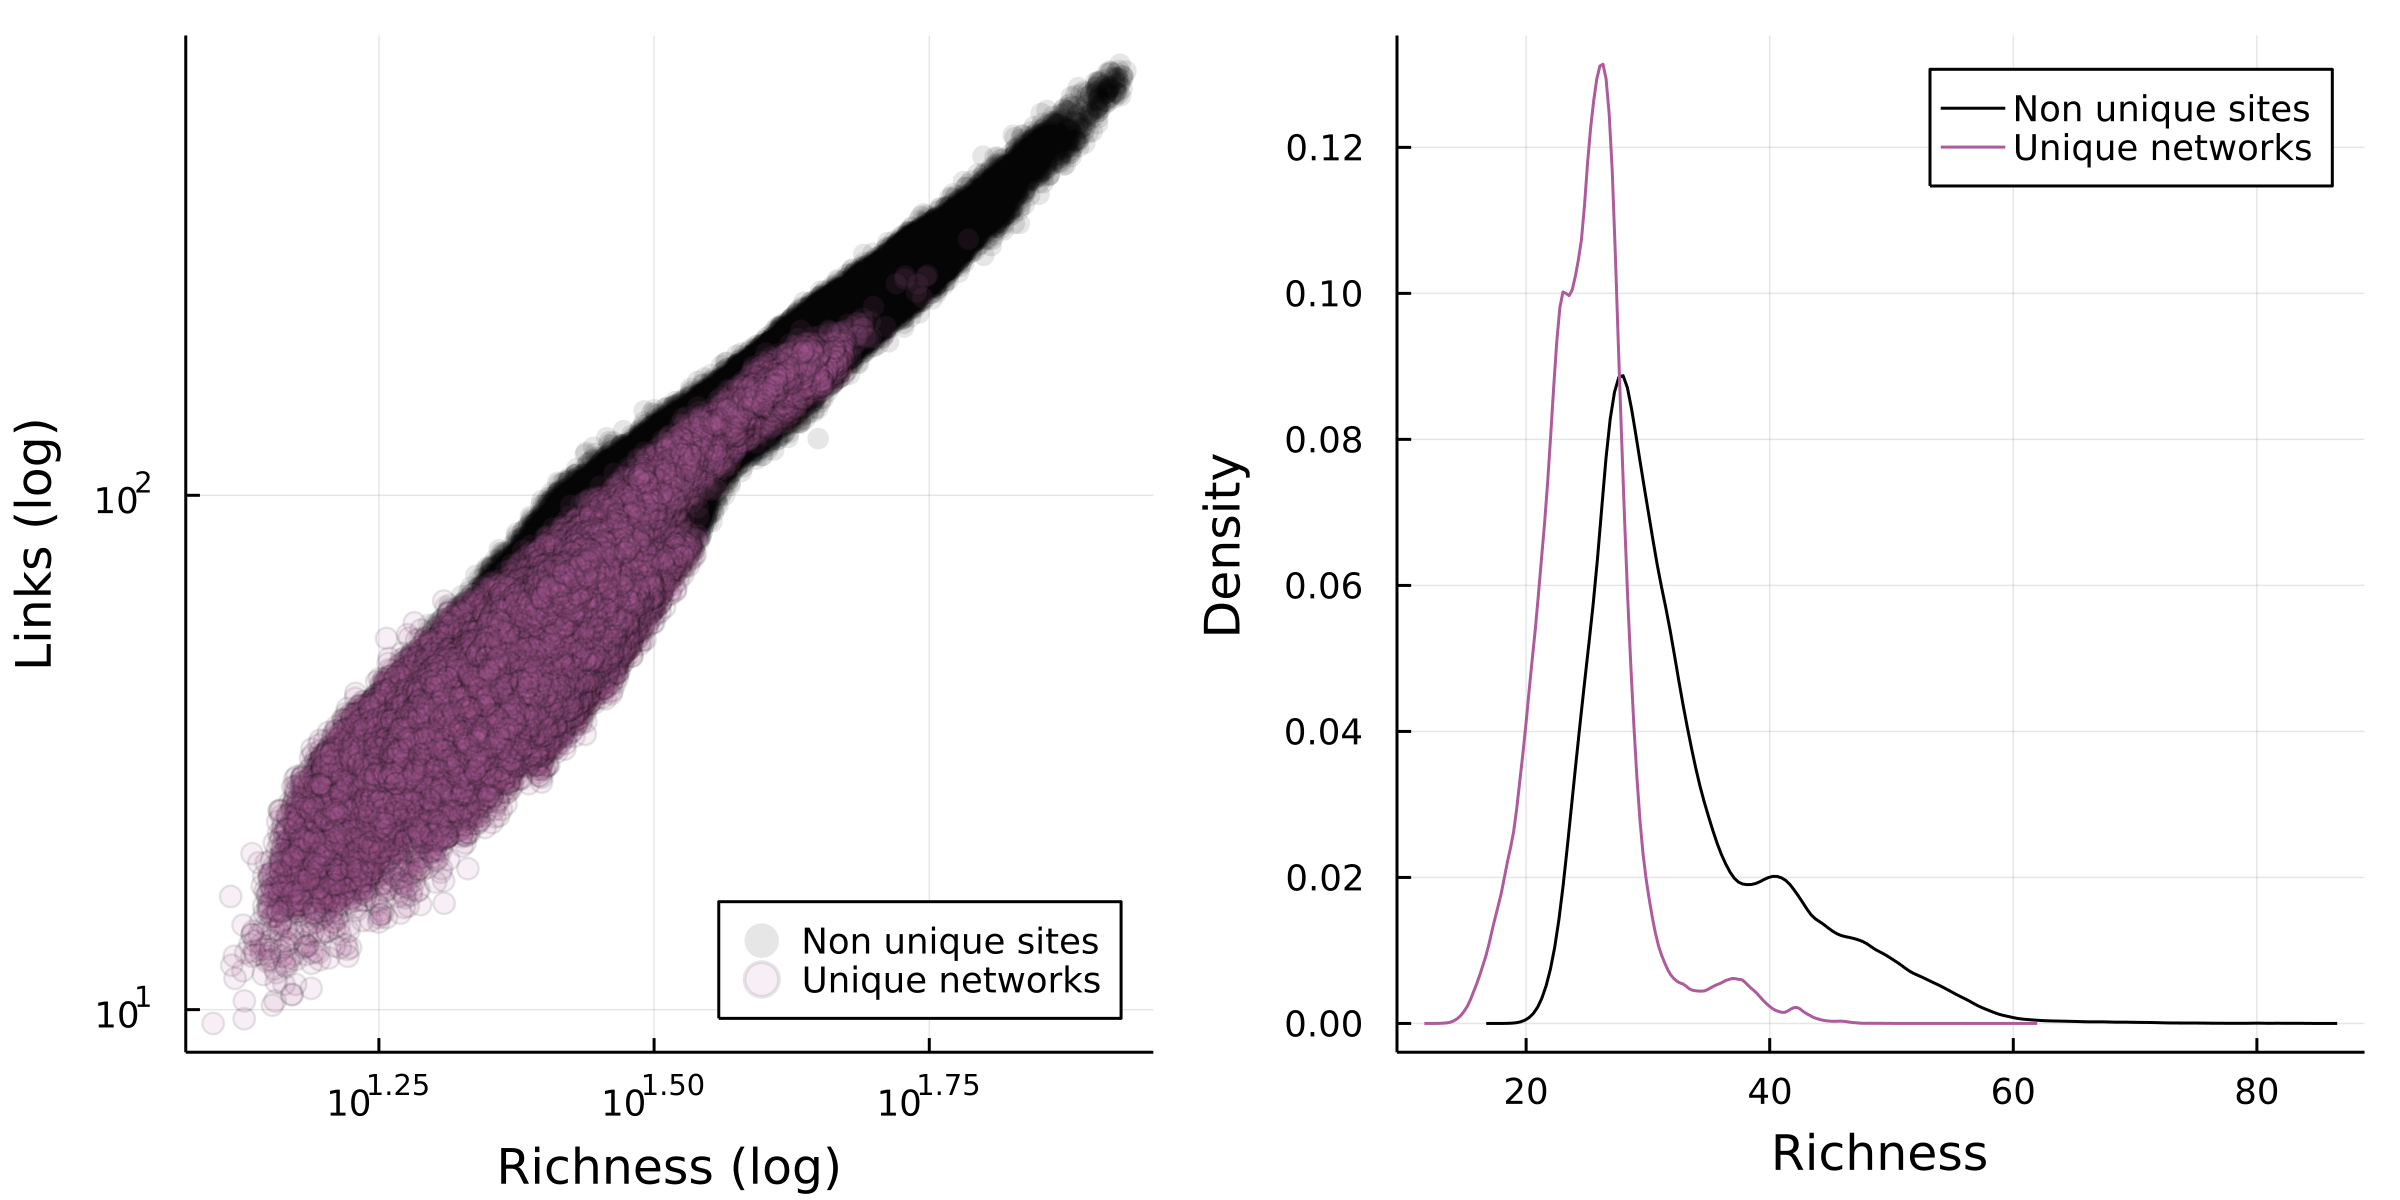 Links (log)
10^2
10^1
10^1.25
10^1.50
10^1.75
Richness (log)
Non unique sites
Unique networks
Density
0.12
0.10
0.08
0.06
0.04
0.02
0.00
20
40
60
80
Richness
Non unique sites
Unique networks